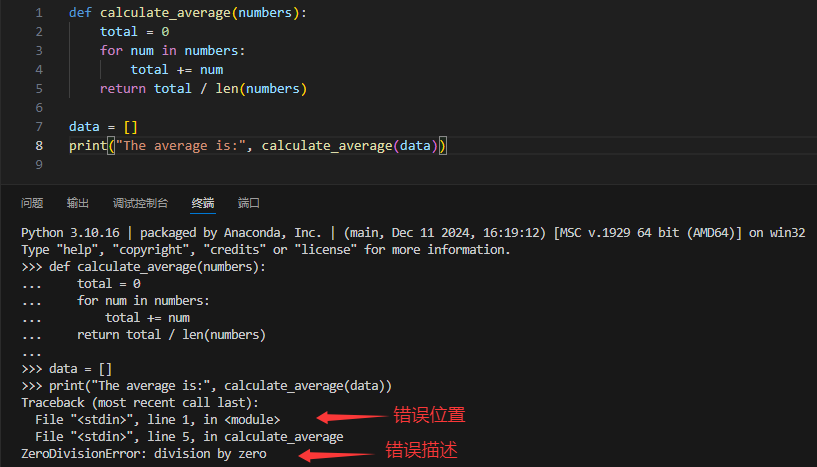 1 def calculate_average(numbers):
2     total = 0
3     for num in numbers:
4         total += num
5     return total / len(numbers)
6
7 data = []
8 print("The average is:", calculate_average(data))
9
问题 输出 调试控制台 终端 端口
Python 3.10.16 | packaged by Anaconda, Inc. | (main, Dec 11 2024, 16:19:12) [MSC v.1929 64 bit (AMD64)] on win32
Type "help", "copyright", "credits" or "license" for more information.
>>> def calculate_average(numbers):
...     total = 0
...     for num in numbers:
...         total += num
...     return total / len(numbers)
...
>>> data = []
>>> print("The average is:", calculate_average(data))
Traceback (most recent call last):
  File "<stdin>", line 1, in <module> 错误位置
  File "<stdin>", line 5, in calculate_average
ZeroDivisionError: division by zero 错误描述